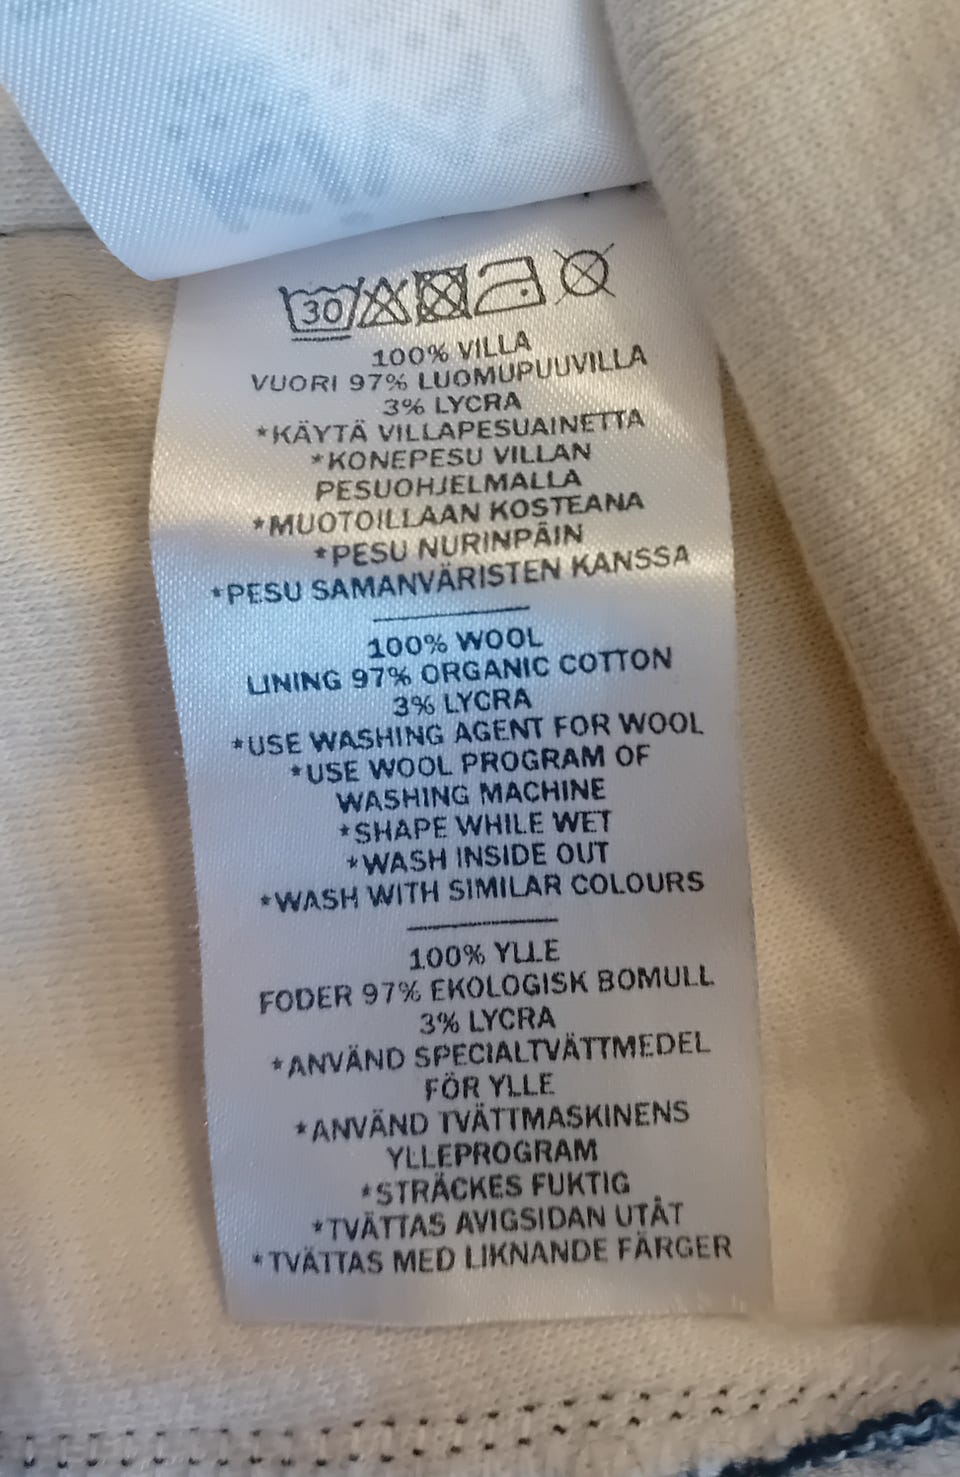 30
100% VILLA
VUORI 97% LUOMUPUUVILLA
3% LYCRA
*KÄYTÄ VILLAPESUAINETTA
*KONEPESU VILLAN
PESUOHJELMALLA
*MUOTOILLAAN KOSTEANA
*PESU NURINPÄIN
*PESU SAMANVÄRISTEN KANSSA
100% WOOL
LINING 97% ORGANIC COTTON
3% LYCRA
*USE WASHING AGENT FOR WOOL
*USE WOOL PROGRAM OF
WASHING MACHINE
*SHAPE WHILE WET
*WASH INSIDE OUT
*WASH WITH SIMILAR COLOURS
100% YLLE
FODER 97% EKOLOGISK BOMULL
3% LYCRA
*ANVÄND SPECIALTVÄTTMEDEL
FÖR YLLE
*ANVÄND TVÄTTMASKINENS
YLLEPROGRAM
*STRÄCKES FUKTIG
*TVÄTTAS AVIGSIDAN UTÅT
*TVÄTTAS MED LIKNANDE FÄRGER